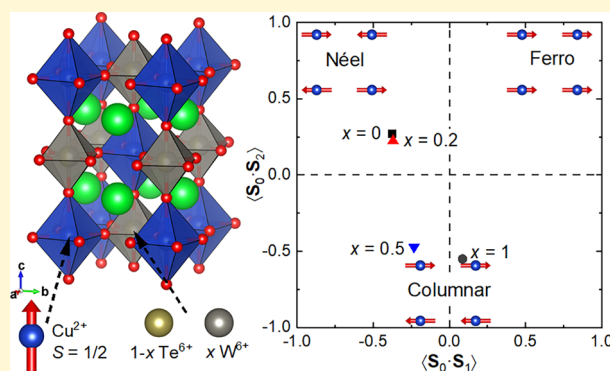 c
a
b
Cu²⁺
S = 1/2
1-x Te⁶⁺
x W⁶⁺
1.0
0.5
0.0
-0.5
-1.0
⟨S₀·S₂⟩
Néel
Ferro
x = 0
x = 0.2
x = 0.5
x = 1
Columnar
-1.0
-0.5
0.0
0.5
1.0
⟨S₀·S₁⟩